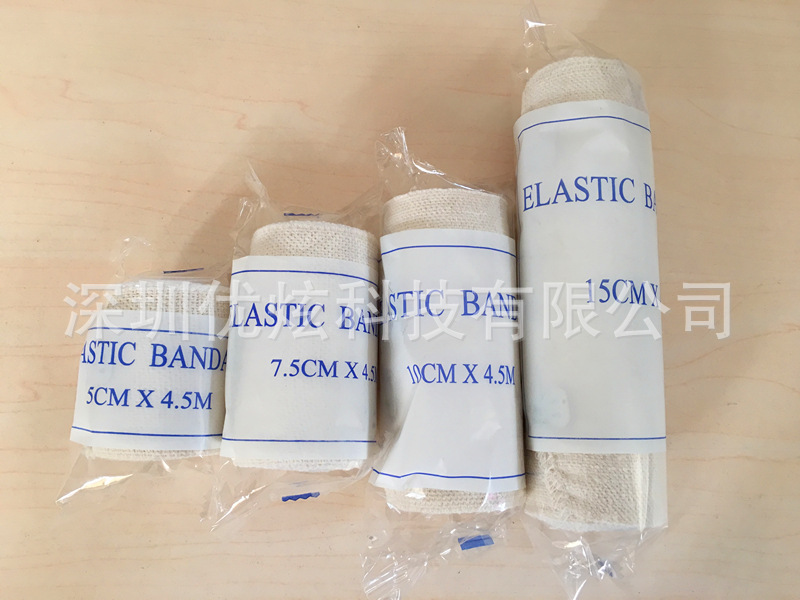 深圳优炫科技有限公司
ASTIC BANDA
5CM X 4.5M
LASTIC BAN
7.5CM X 4.5
STIC BAN
10CM X 4.5M
ELASTIC BA
15CM X